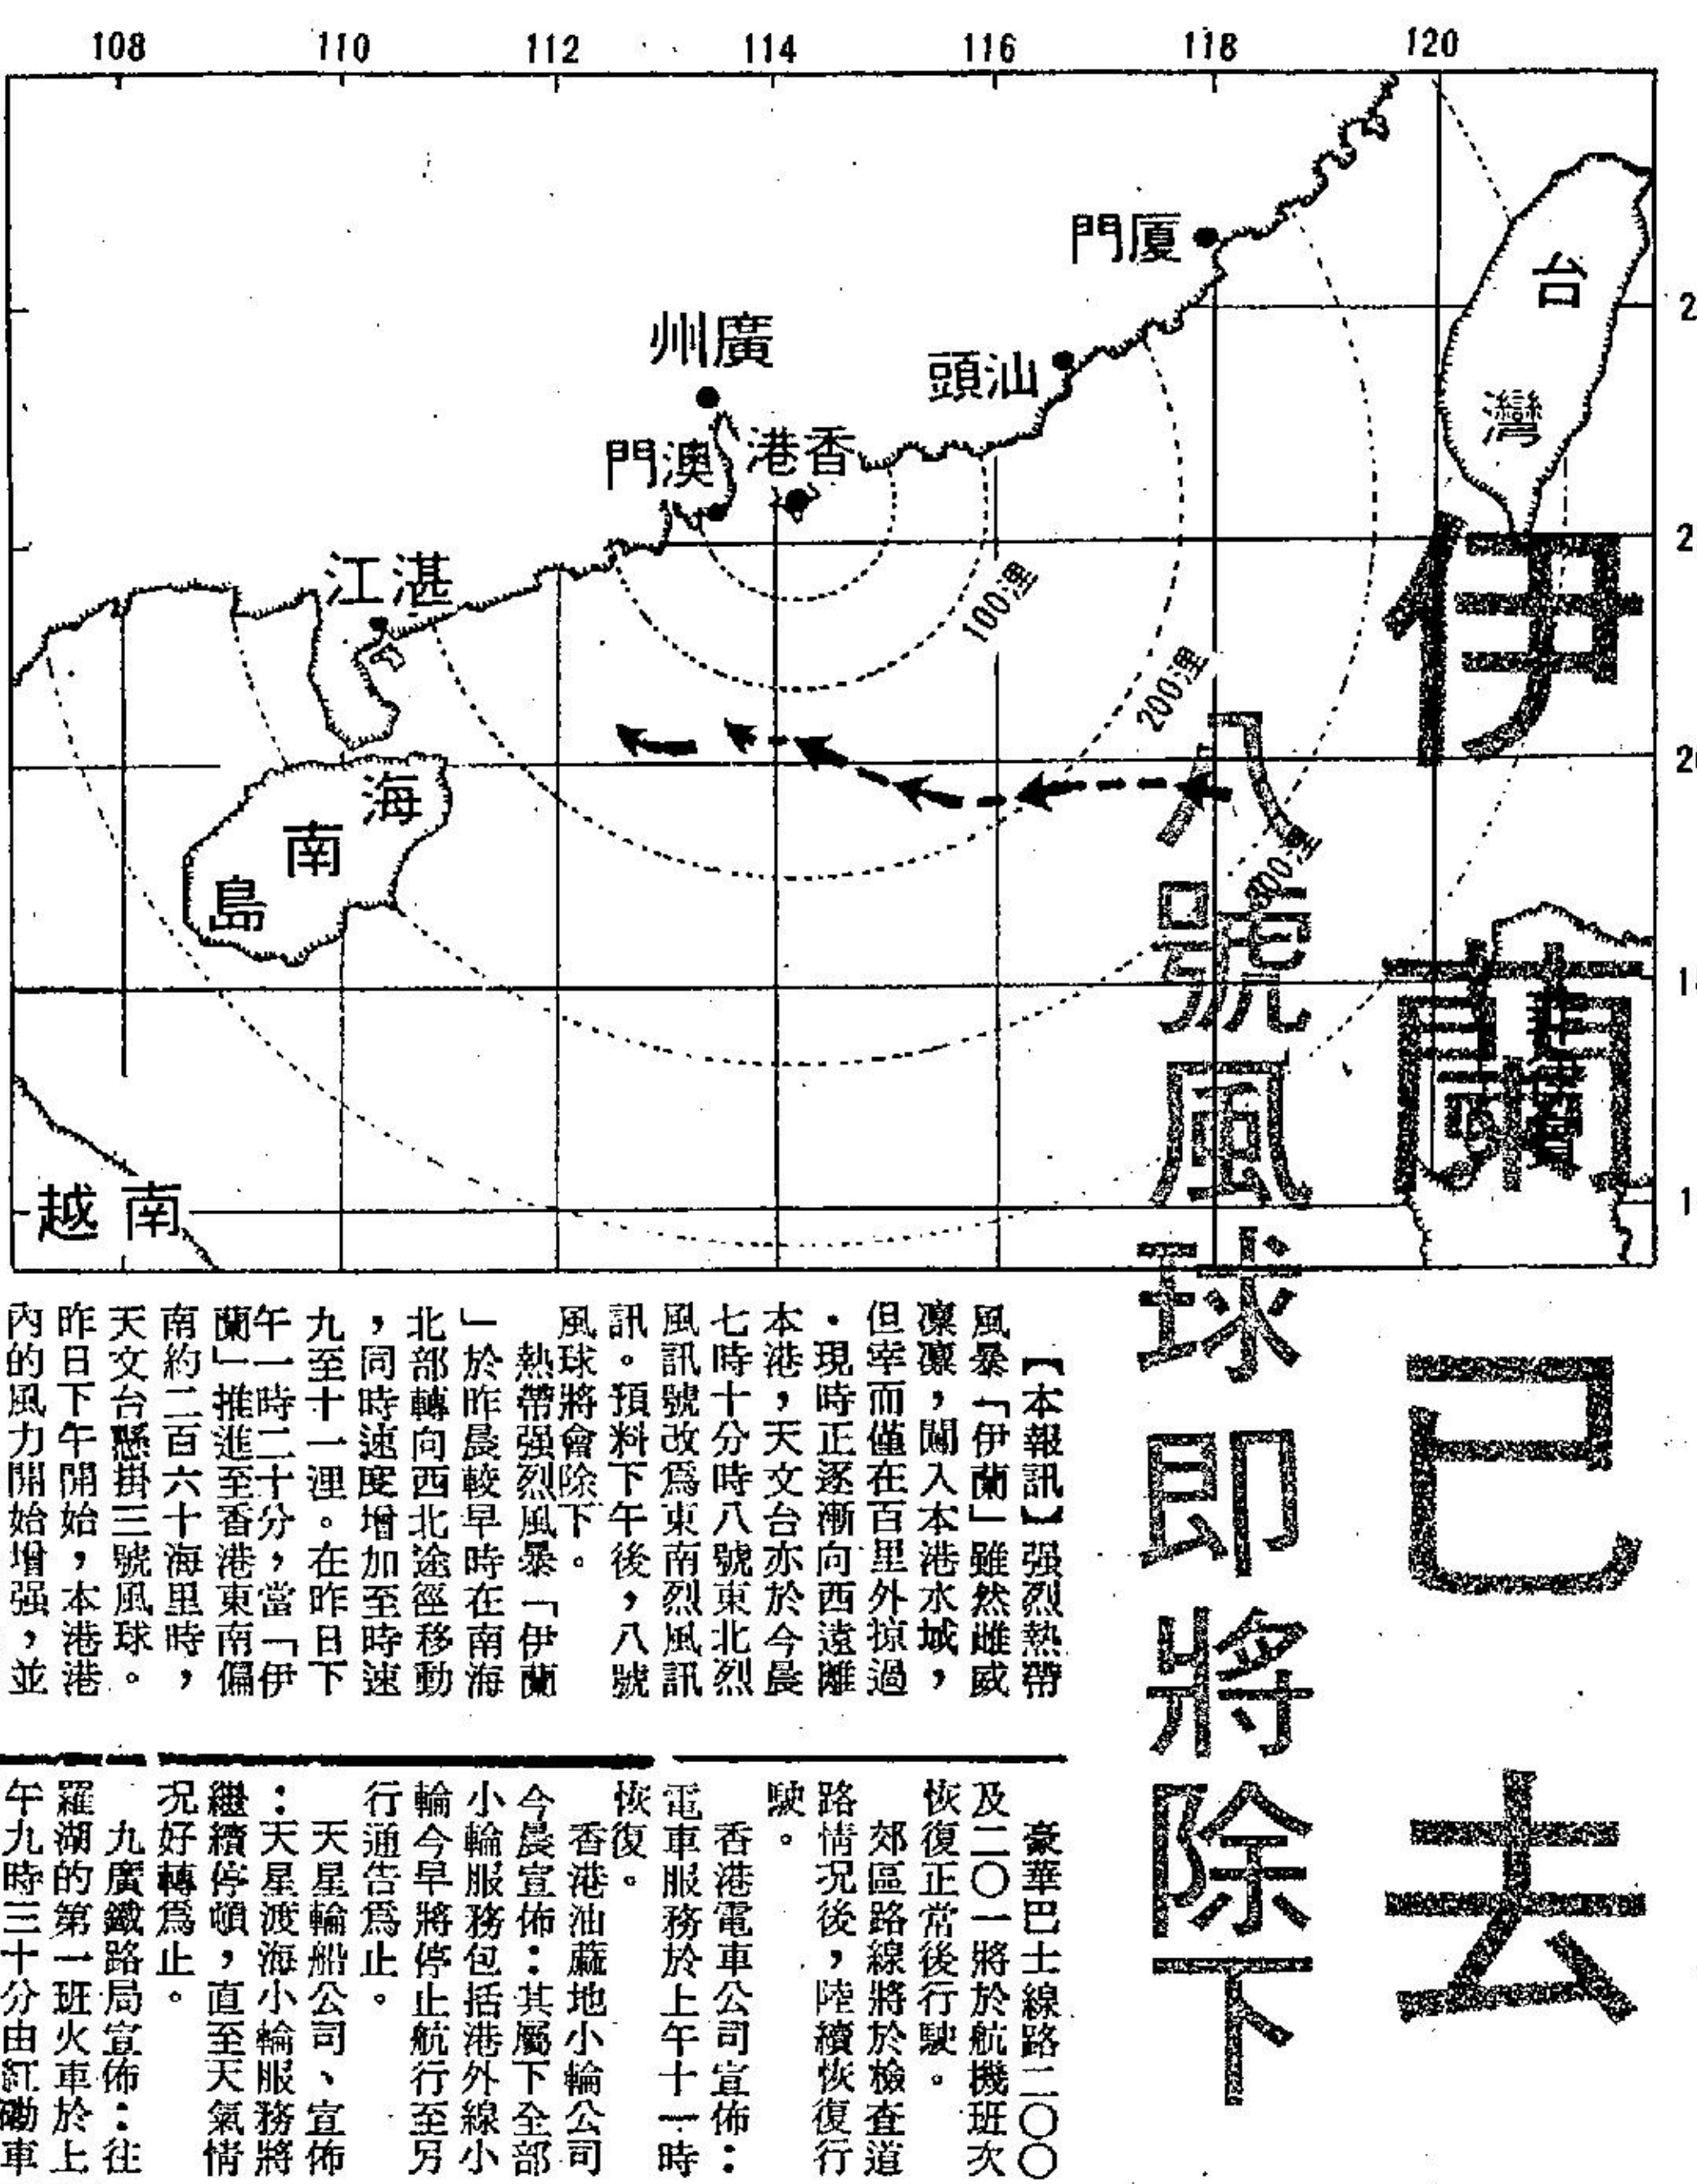 伊蘭已去
八號風球即將除下
108
110
112
114
116
118
120
門廈
台
灣
州廣
頭汕
門澳
港香
江湛
100浬
200浬
海
南
島
越南
【本報訊】强烈熱帶
風暴「伊蘭」雖然雌威
凜凜，闖入本港水域，
但幸而僅在百里外掠過
。現時正逐漸向西遠離
本港，天文台亦於今晨
七時十分時八號東北烈
風訊號改爲東南烈風訊
訊。預料下午後，八號
風球將會除下。
熱帶强烈風暴「伊蘭
」於昨晨較早時在南海
北部轉向西北途徑移動
，同時速度增加至時速
九至十一浬。在昨日下
午一時二十分，當「伊
蘭」推進至香港東南偏
南約二百六十海里時，
天文台懸掛三號風球。
昨日下午開始，本港港
內的風力開始增强，並
豪華巴士線路二〇〇
及二〇一將於航機班次
恢復正常後行駛。
郊區路線將於檢查道
路情况後，陸續恢復行
駛。
香港電車公司宣佈：
電車服務於上午十一時
恢復。
香港油蔴地小輪公司
今晨宣佈：其屬下全部
小輪服務包括港外線小
輪今早將停止航行至另
行通告爲止。
天星輪船公司、宣佈
：天星渡海小輪服務將
繼續停頓，直至天氣情
况好轉爲止。
九廣鐵路局宣佈：往
羅湖的第一班火車於上
午九時三十分由紅磡車